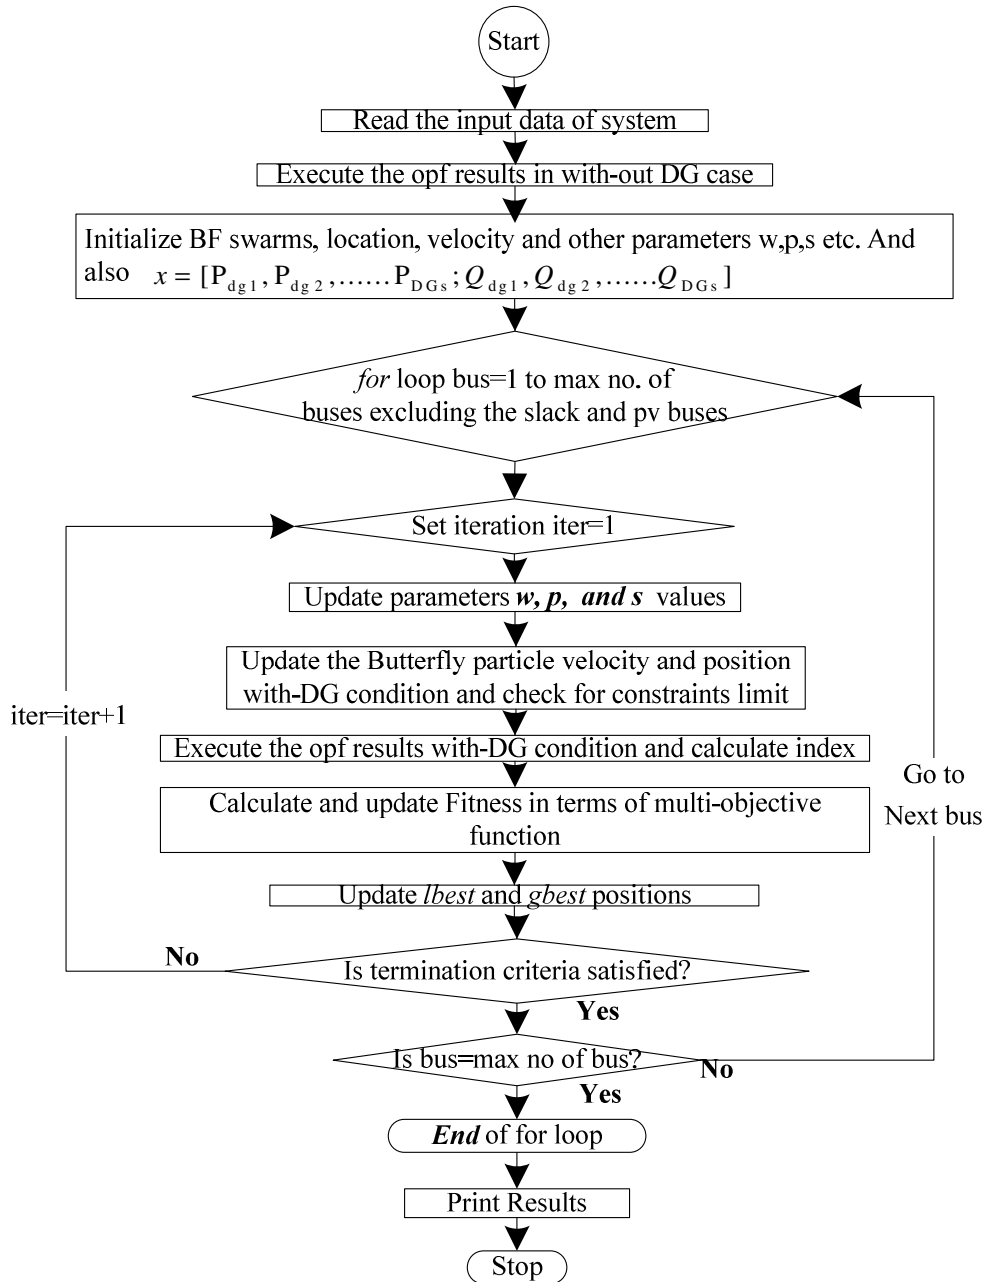 Start
Read the input data of system
Execute the opf results in with-out DG case
Initialize BF swarms, location, velocity and other parameters w,p,s etc. And
also x = [P_dg1, P_dg2, ...... P_DGs; Q_dg1, Q_dg2, ...... Q_DGs]
for loop bus=1 to max no. of
buses excluding the slack and pv buses
Set iteration iter=1
Update parameters w, p, and s values
Update the Butterfly particle velocity and position
with-DG condition and check for constraints limit
iter=iter+1
Execute the opf results with-DG condition and calculate index
Go to
Next bus
Calculate and update Fitness in terms of multi-objective
function
Update lbest and gbest positions
No
Is termination criteria satisfied?
Yes
Is bus=max no of bus?
No
Yes
End of for loop
Print Results
Stop